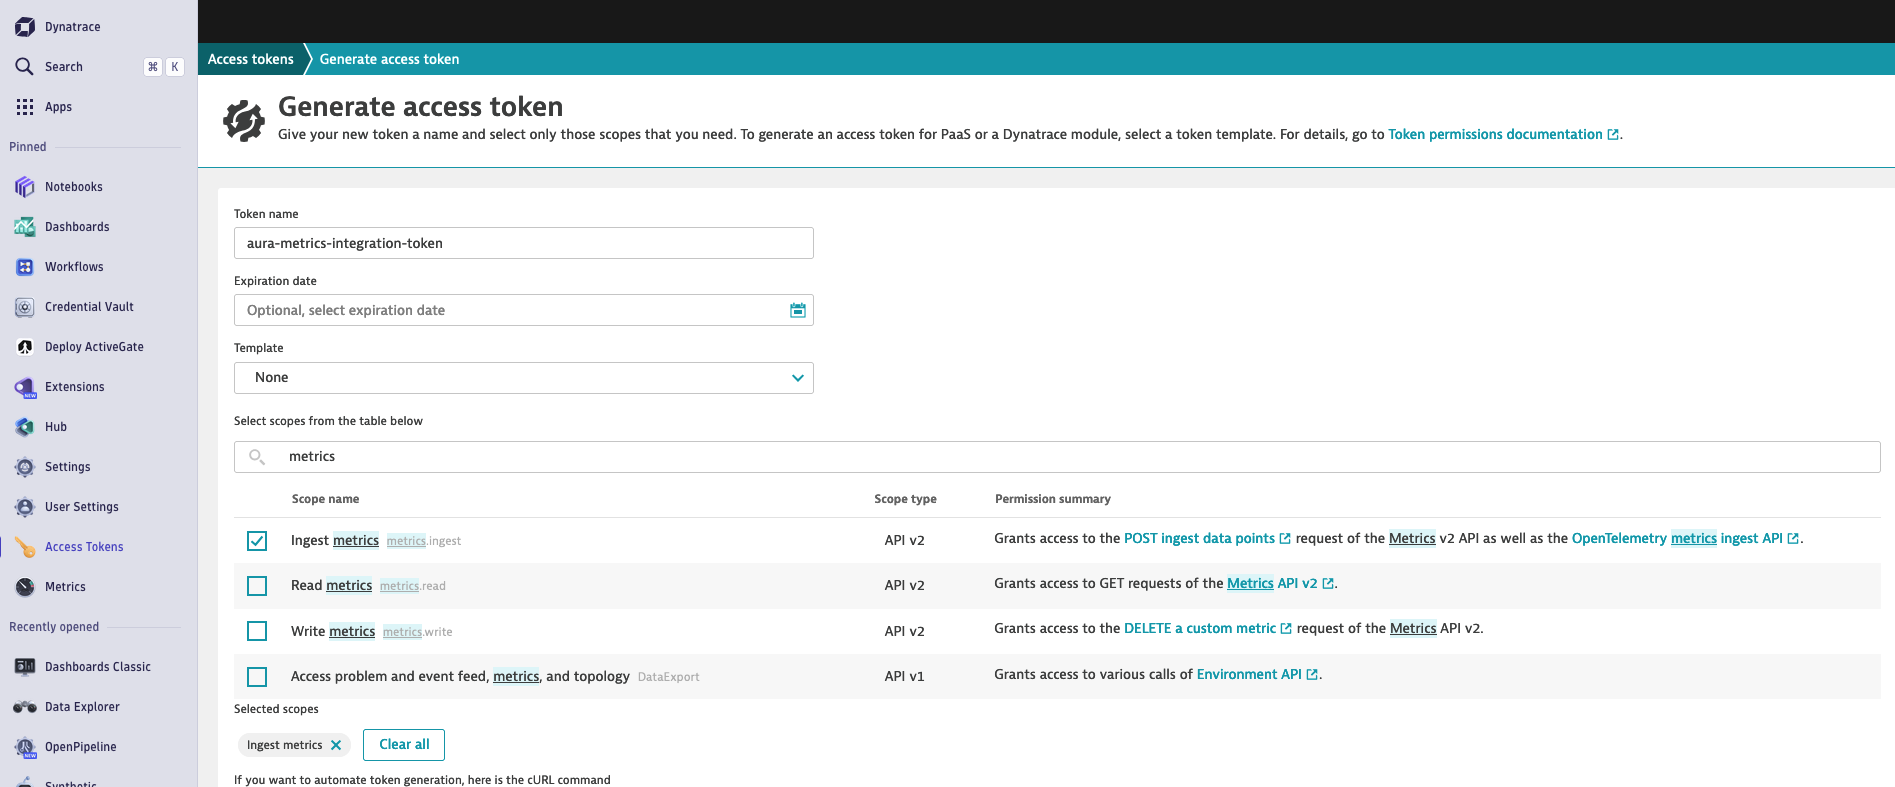 Dynatrace
Search ⌘ K
Apps
Pinned
Notebooks
Dashboards
Workflows
Credential Vault
Deploy ActiveGate
Extensions
NEW
Hub
Settings
User Settings
Access Tokens
Metrics
Recently opened
Dashboards Classic
Data Explorer
OpenPipeline
NEW
Synthetic
Access tokens Generate access token
Generate access token
Give your new token a name and select only those scopes that you need. To generate an access token for PaaS or a Dynatrace module, select a token template. For details, go to Token permissions documentation.
Token name
aura-metrics-integration-token
Expiration date
Optional, select expiration date
Template
None
Select scopes from the table below
metrics
Scope name Scope type Permission summary
Ingest metrics metrics.ingest API v2 Grants access to the POST ingest data points request of the Metrics v2 API as well as the OpenTelemetry metrics ingest API.
Read metrics metrics.read API v2 Grants access to GET requests of the Metrics API v2.
Write metrics metrics.write API v2 Grants access to the DELETE a custom metric request of the Metrics API v2.
Access problem and event feed, metrics, and topology DataExport API v1 Grants access to various calls of Environment API.
Selected scopes
Ingest metrics Clear all
If you want to automate token generation, here is the cURL command